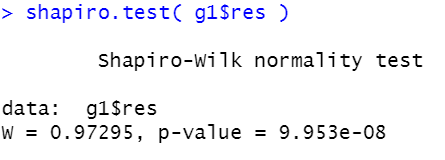 > shapiro.test( g1$res )
Shapiro-Wilk normality test
data:  g1$res
W = 0.97295, p-value = 9.953e-08